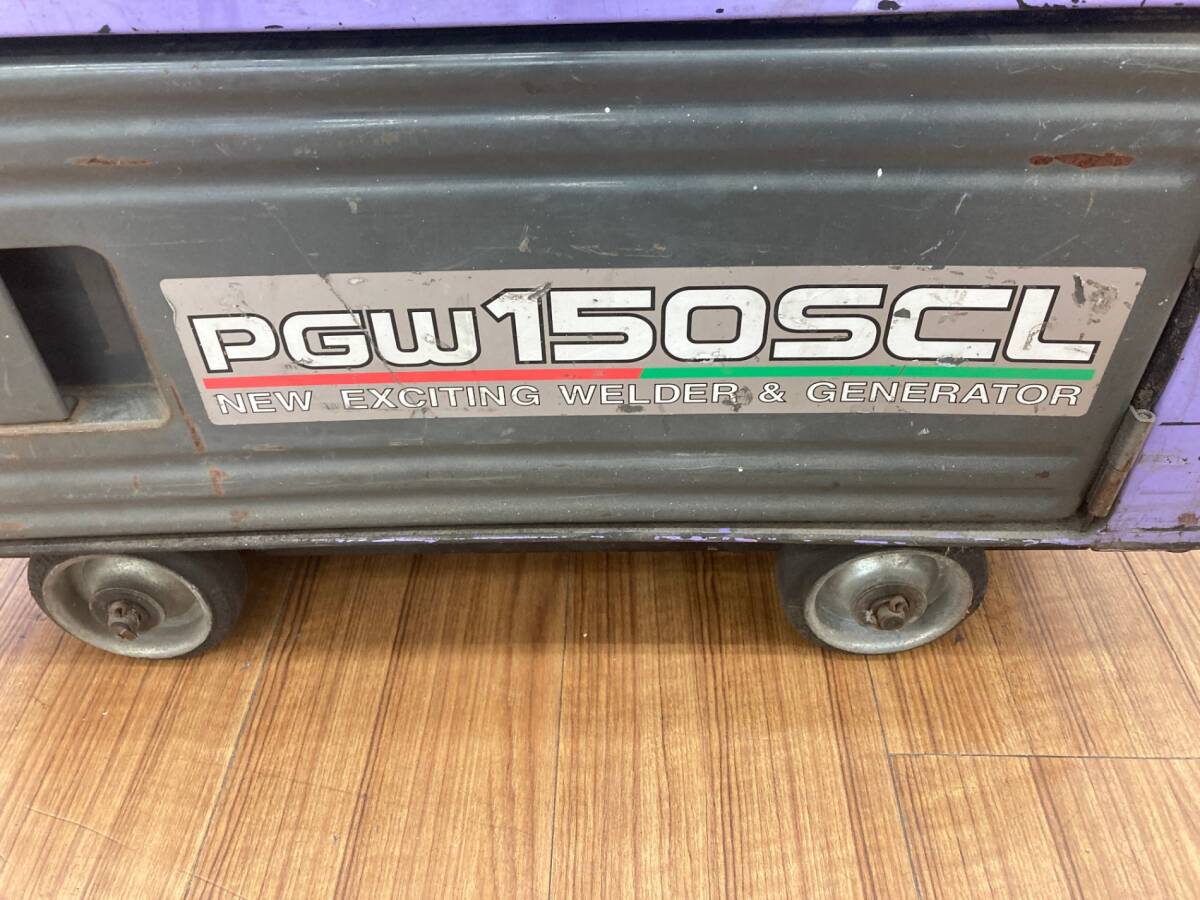 PGW150SCL
NEW EXCITING WELDER & GENERATOR